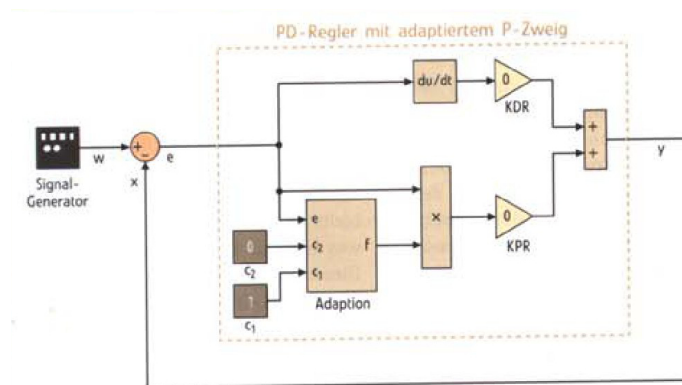 PD-Regler mit adaptiertem P-Zweig
du/dt
0
KDR
+
+
y
+
-
w
e
x
Signal-
Generator
×
0
KPR
e
c2
c1
f
Adaption
0
c2
1
c1